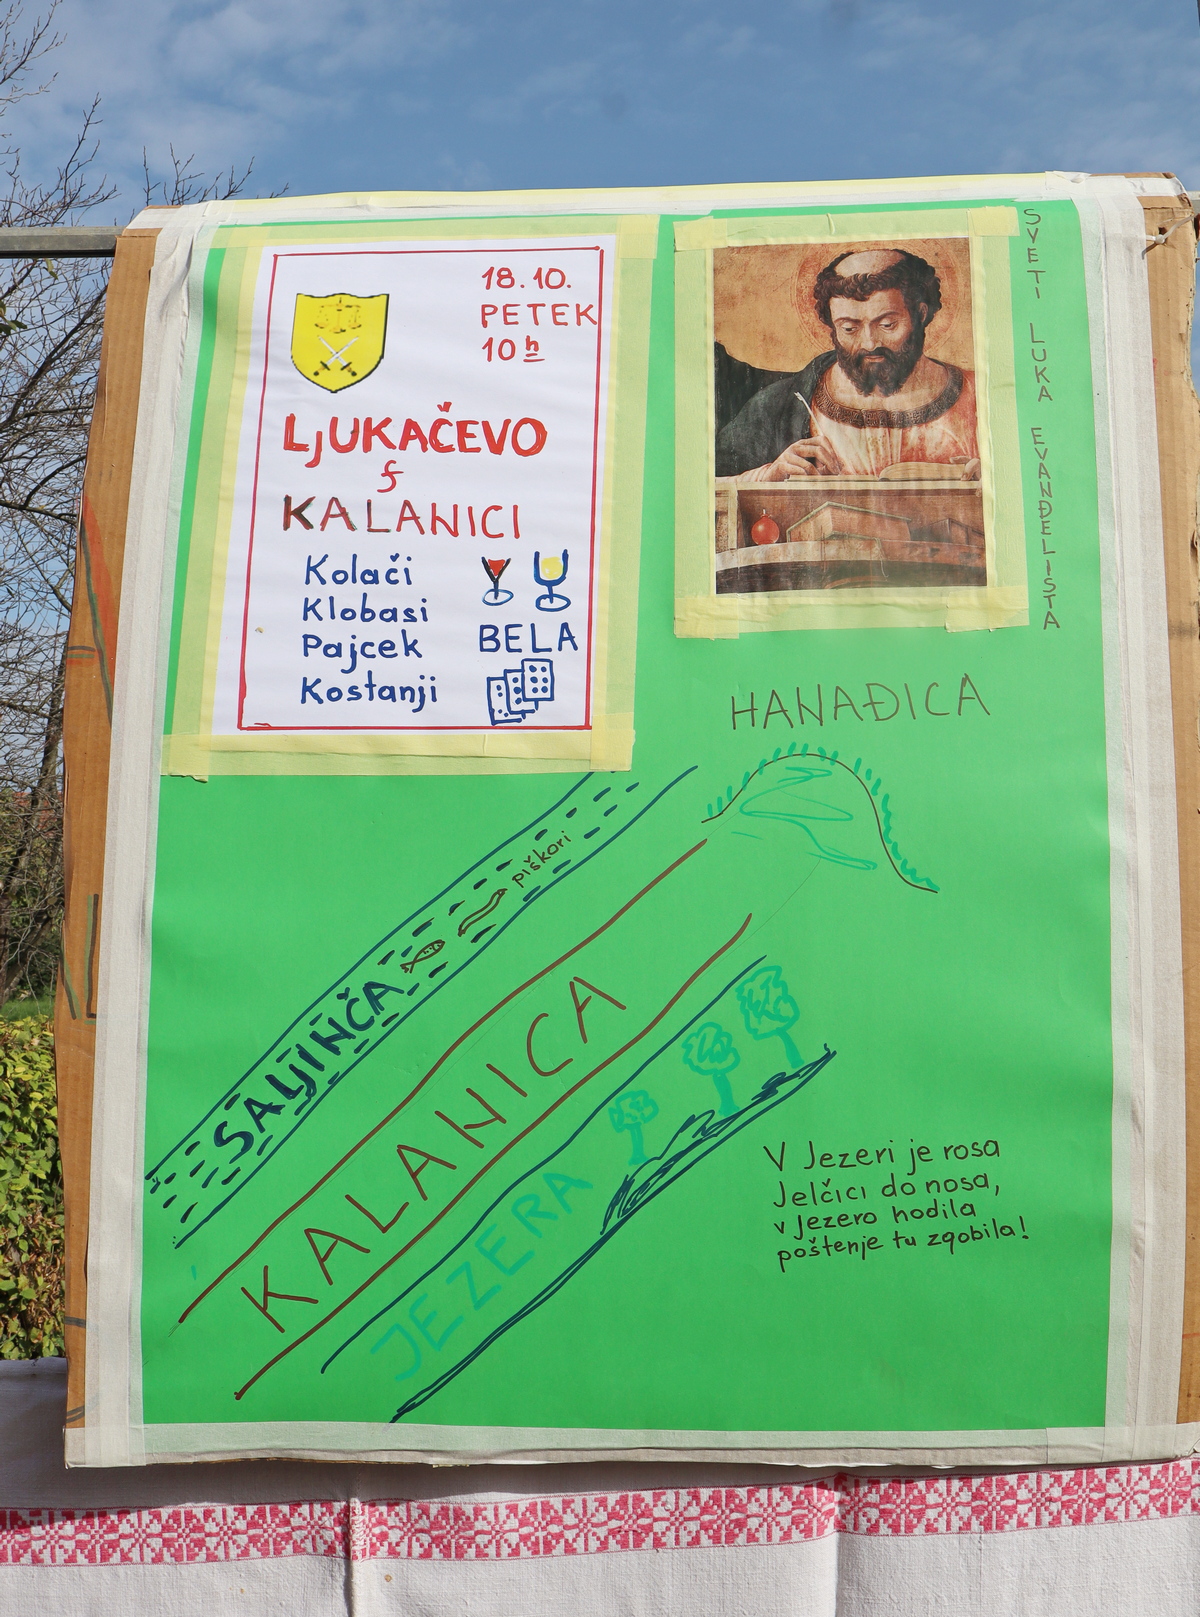 18.10.
PETEK
10 h
LjUKAČEVO
f
KALANICI
Kolači
Klobasi
Pajcek
Kostanji
BELA
SVETI LUKA EVANĐELISTA
HANAĐICA
piškori
SALJINČA
KALANICA
JEZERA
V Jezeri je rosa
Jelčici do nosa,
v Jezero hodila
poštenje tu zgobila!